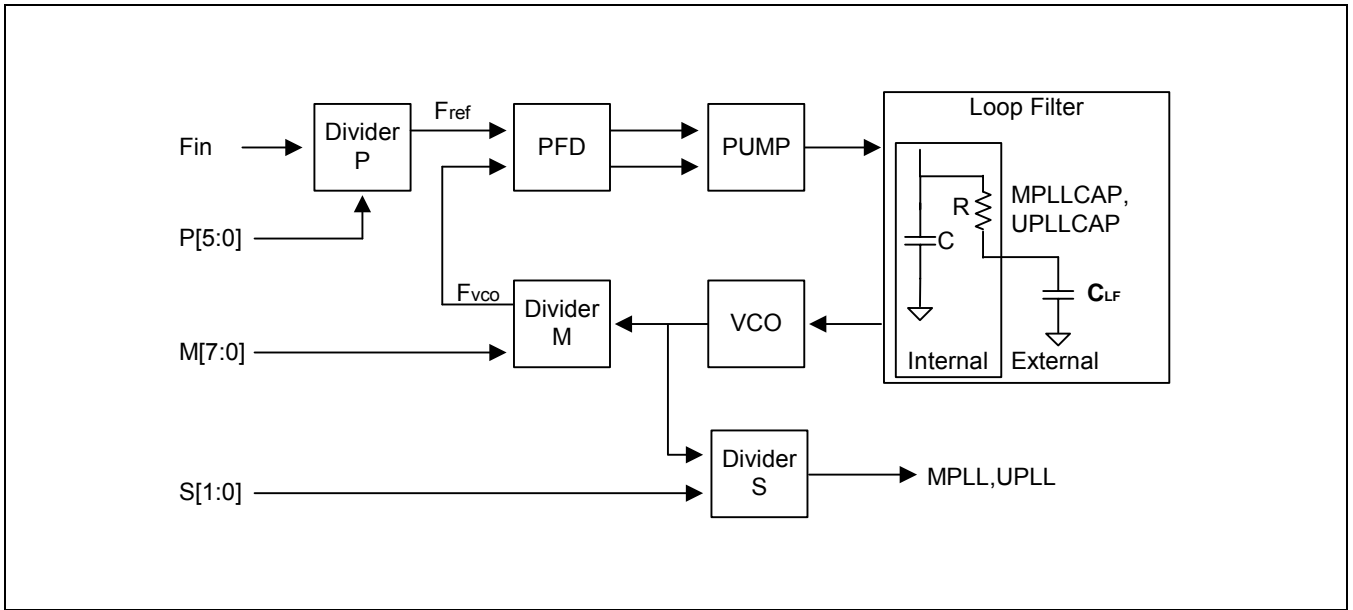 Fin
P[5:0]
M[7:0]
S[1:0]
Divider
P
Fref
PFD
PUMP
Loop Filter
R
C
MPLLCAP,
UPLLCAP
CLF
Internal
External
Fvco
Divider
M
VCO
Divider
S
MPLL,UPLL